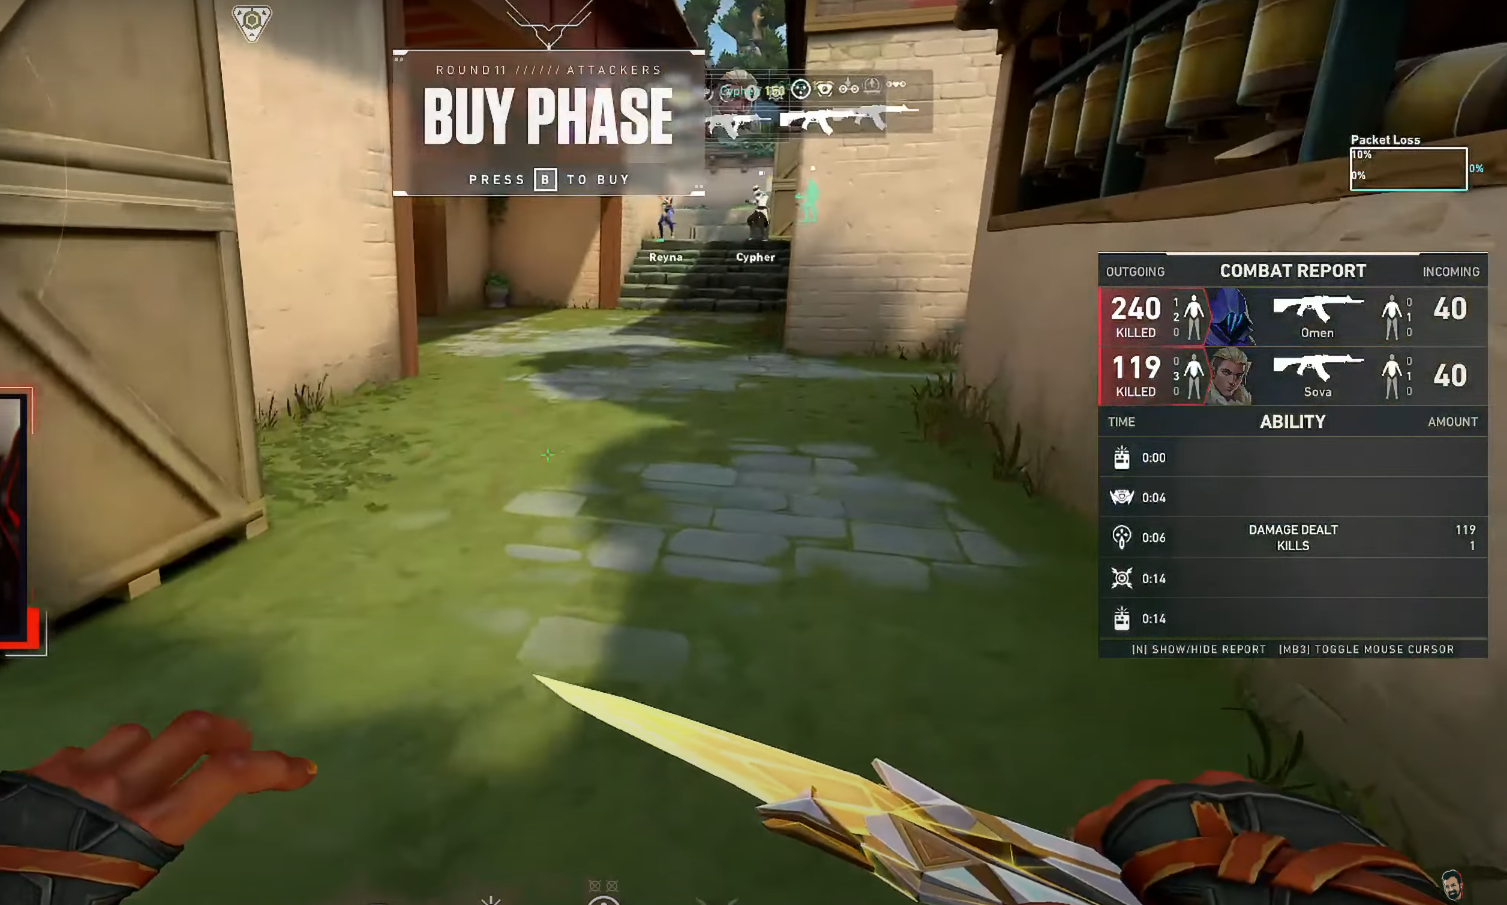 ROUND 11 ////// ATTACKERS
BUY PHASE
PRESS B TO BUY
Cypher
Reyna
Cypher
Packet Loss
10%
0%
0%
OUTGOING COMBAT REPORT INCOMING
240
KILLED
1
2
0
Omen
0
1
0
40
119
KILLED
0
3
0
Sova
0
1
0
40
TIME ABILITY AMOUNT
0:00
0:04
0:06 DAMAGE DEALT 119
KILLS 1
0:14
0:14
[N] SHOW/HIDE REPORT [MB3] TOGGLE MOUSE CURSOR